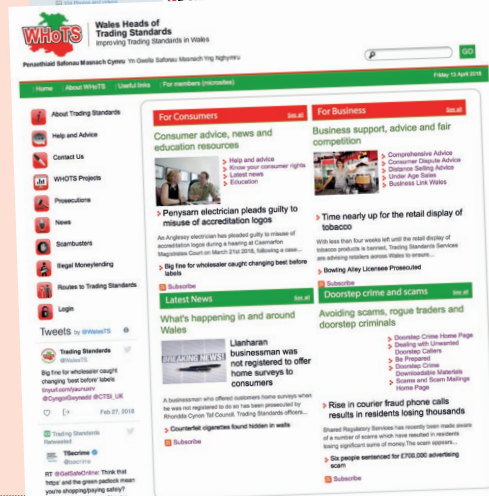 WHoTS
Wales Heads of
Trading Standards
Improving Trading Standards in Wales
Penaethiaid Safonau Masnach Cymru Yn Gwella Safonau Masnach Yng Nghymru
GO
Home
About WHoTS
Useful links
For members (microsites)
Friday 13 April 2018
About Trading Standards
Help and Advice
Contact Us
WHOTS Projects
Prosecutions
News
Scambusters
Illegal Moneylending
Routes to Trading Standards
Login
Tweets by @WalesTS
Trading Standards
@WalesTS
Big fine for wholesaler caught
changing 'best before' labels
tinyurl.com/yaunuxrv
@CyngorGwynedd @CTSI_UK
Feb 27, 2018
Trading Standards
Retweeted
TSscrime
RT @GetSafeOnline: Think that
'https' and the green padlock mean
you're shopping/paying safely?
For Consumers
See all
Consumer advice, news and
education resources
Help and advice
Know your consumer rights
Latest news
Education
Penysarn electrician pleads guilty to
misuse of accreditation logos
An Anglesey electrician has pleaded guilty to misuse of
accreditation logos during a hearing at Caernarfon
Magistrates Court on March 21st 2018, following a case...
Big fine for wholesaler caught changing best before
labels
Subscribe
For Business
See all
Business support, advice and fair
competition
Comprehensive Advice
Consumer Dispute Advice
Distance Selling Advice
Under Age Sales
Business Link Wales
Time nearly up for the retail display of
tobacco
With less than four weeks left until the retail display of
tobacco products is banned, Trading Standards Services
are advising retailers across Wales to ensure...
Bowling Alley Licensee Prosecuted
Subscribe
Latest News
See all
What's happening in and around
Wales
BREAKING NEWS!
Llanharan
businessman was
not registered to offer
home surveys to
consumers
A businessman who offered customers home surveys when
he was not registered to do so has been prosecuted by
Rhondda Cynon Taf Council. Trading Standards officers...
Counterfeit cigarettes found hidden in walls
Subscribe
Doorstep crime and scams
See all
Avoiding scams, rogue traders and
doorstep criminals
Doorstep Crime Home Page
Dealing with Unwanted
Doorstep Callers
Be Prepared
Doorstep Crime
Downloadable Materials
Scams and Scam Mailings
Home Page
Rise in courier fraud phone calls
results in residents losing thousands
Shared Regulatory Services has recently been made aware
of a number of scams which have resulted in residents
losing significant sums of money. The scam appears...
Six people sentenced for £700,000 advertising
scam
Subscribe